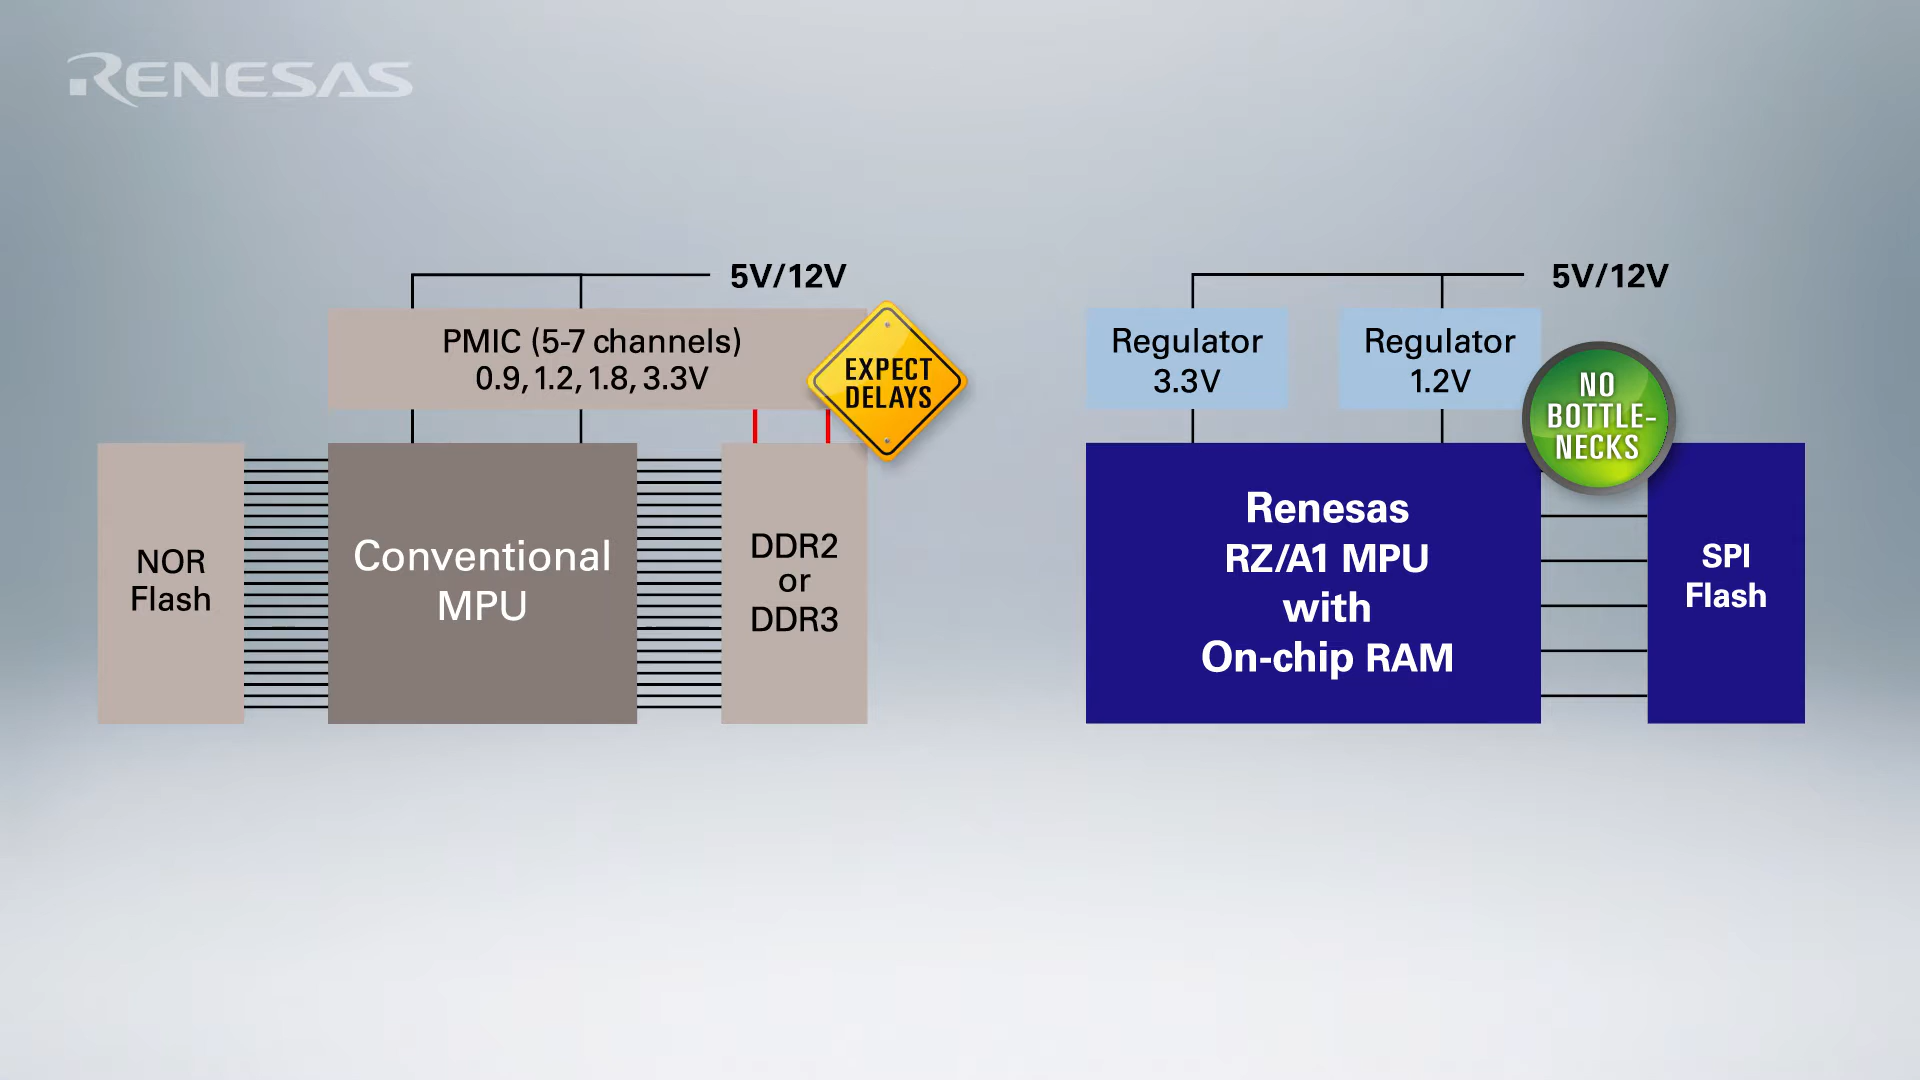 RENESAS
5V/12V
PMIC (5-7 channels)
0.9, 1.2, 1.8, 3.3V
EXPECT
DELAYS
NOR
Flash
Conventional
MPU
DDR2
or
DDR3
5V/12V
Regulator
3.3V
Regulator
1.2V
NO
BOTTLE-
NECKS
Renesas
RZ/A1 MPU
with
On-chip RAM
SPI
Flash